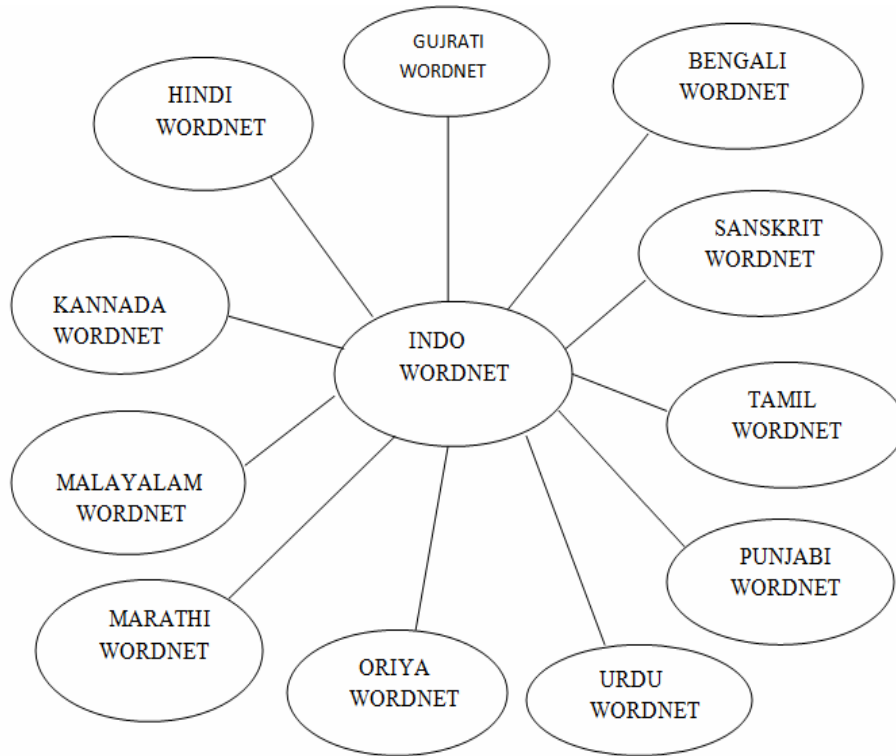 GUJRATI
WORDNET
BENGALI
WORDNET
HINDI
WORDNET
SANSKRIT
WORDNET
KANNADA
WORDNET
INDO
WORDNET
TAMIL
WORDNET
MALAYALAM
WORDNET
PUNJABI
WORDNET
MARATHI
WORDNET
ORIYA
WORDNET
URDU
WORDNET